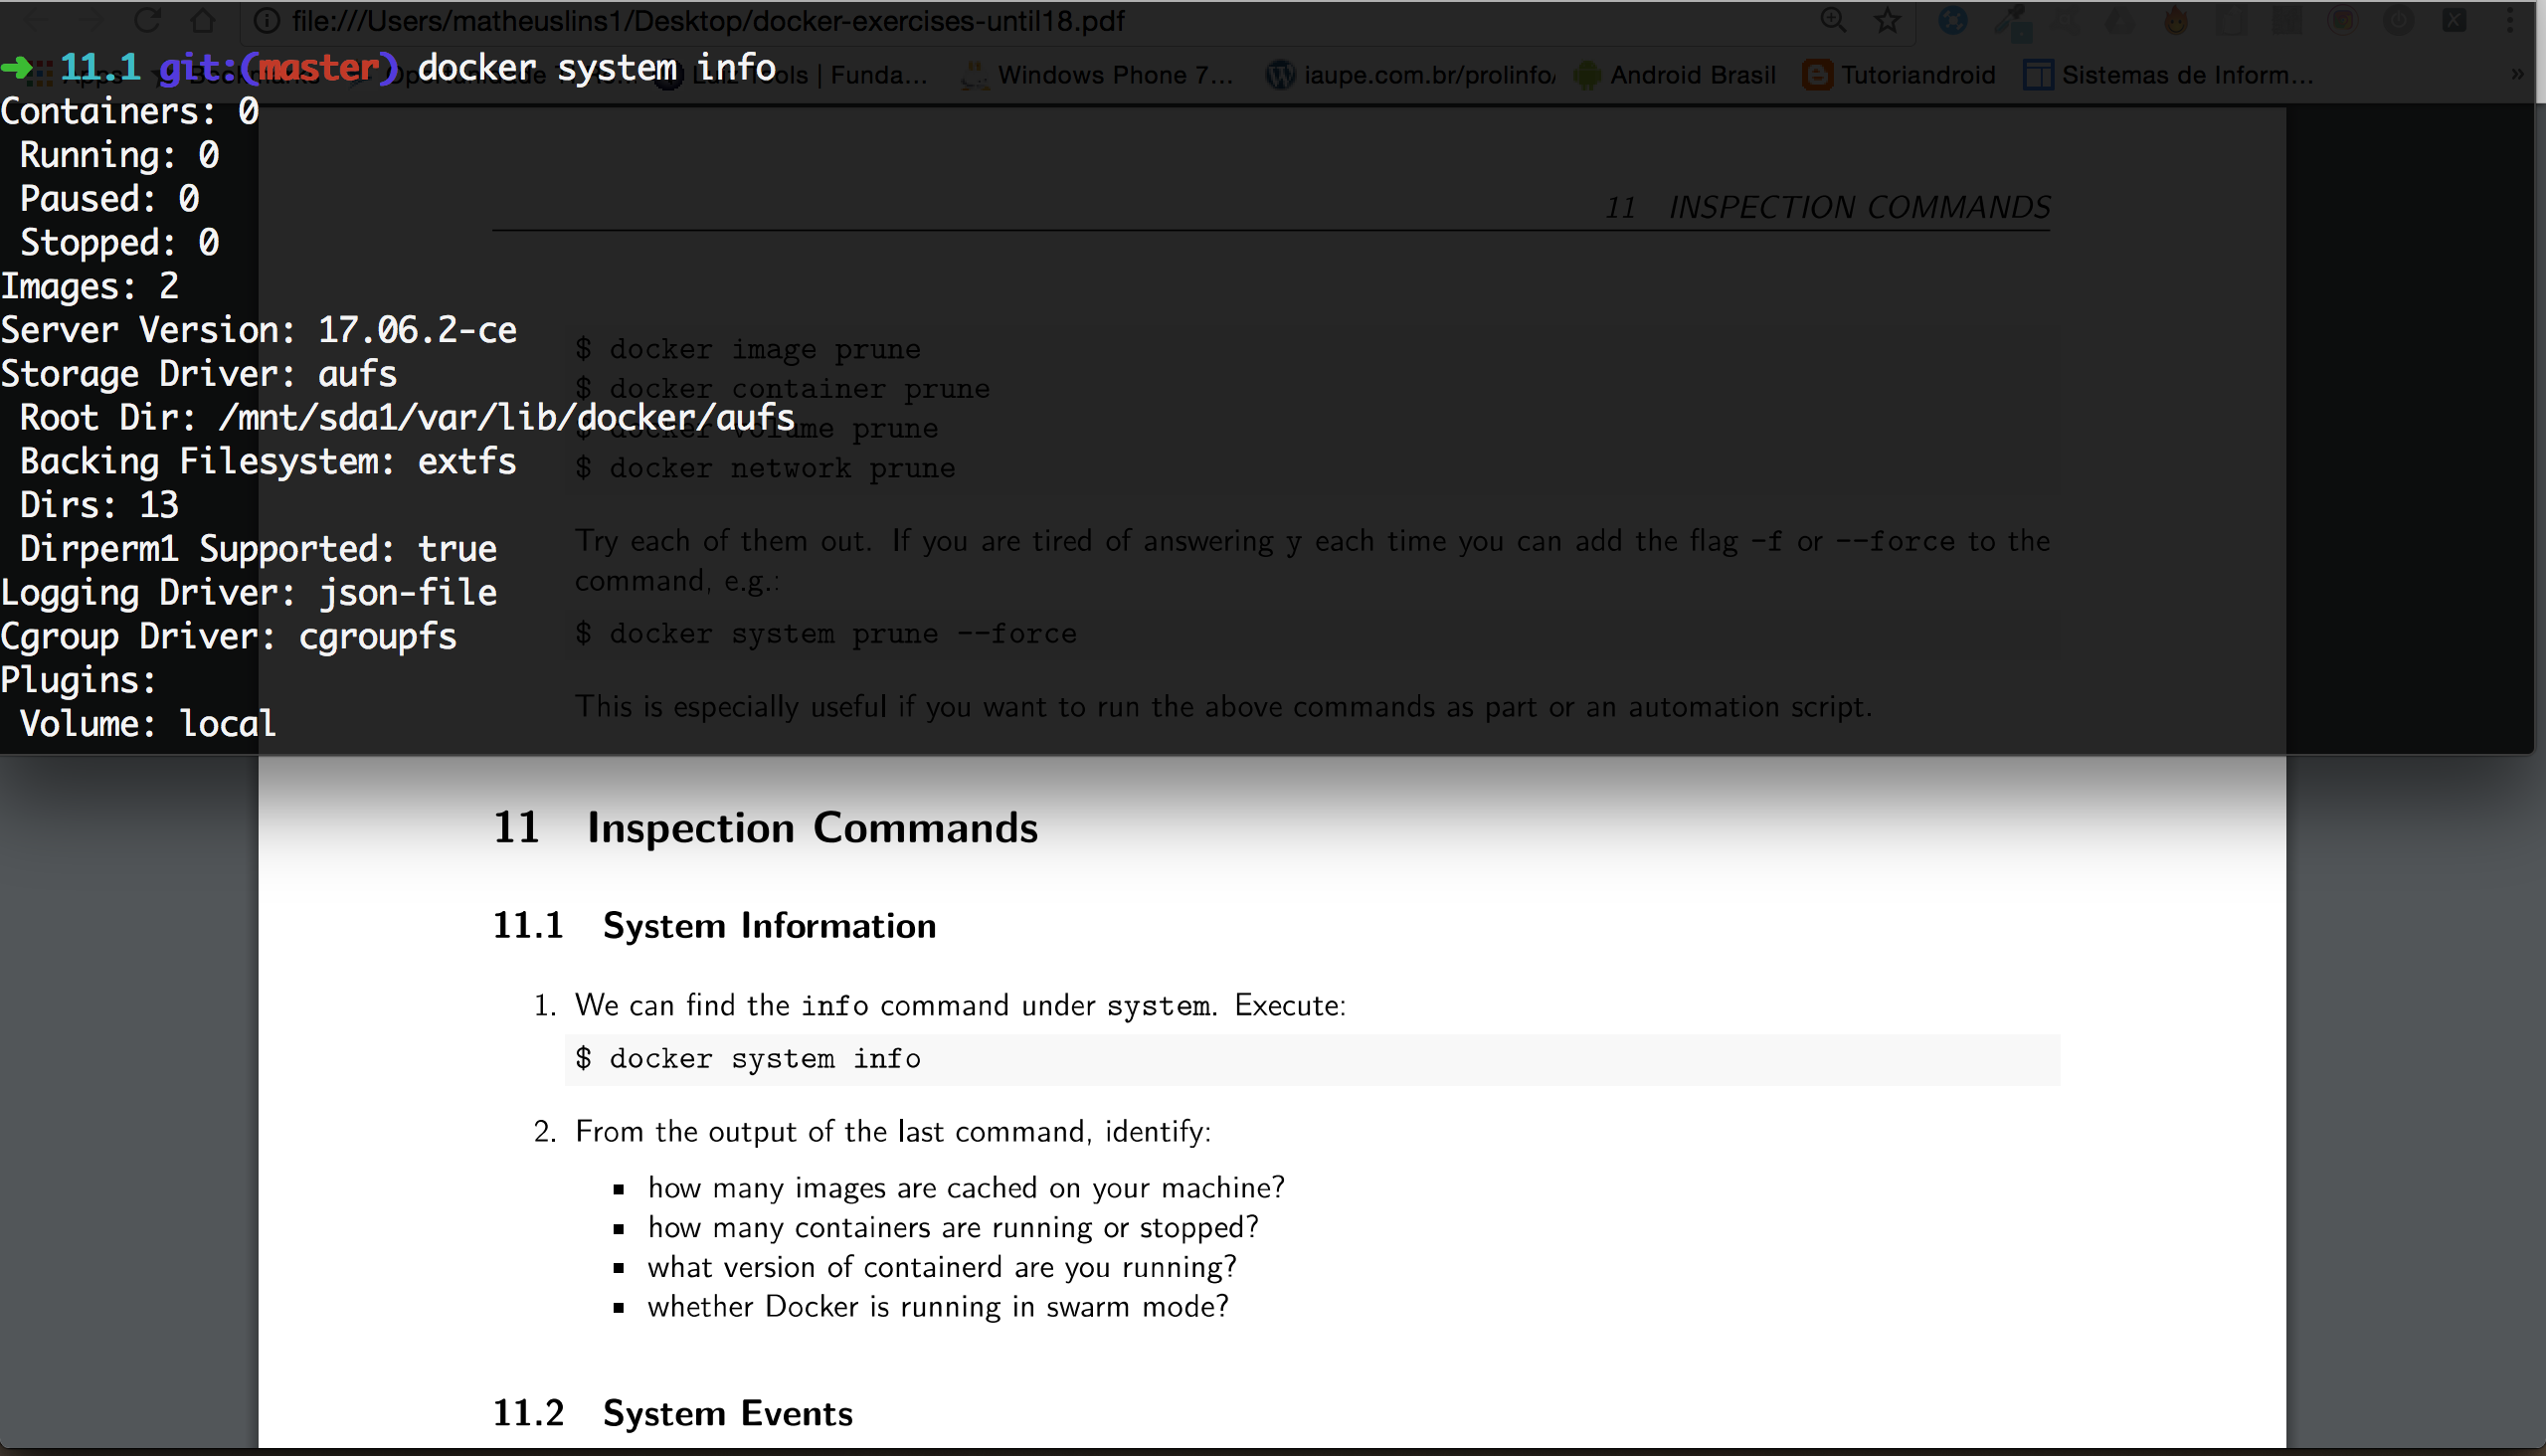 file:///Users/matheuslins1/Desktop/docker-exercises-until18.pdf
➜ 11.1 git:(master) docker system info
Apps Bookmarks Oportunidade Luiz Tools | Funda... Windows Phone 7... iaupe.com.br/prolinfo/ Android Brasil Tutoriandroid Sistemas de Inform... »
Containers: 0
Running: 0
Paused: 0
Stopped: 0
Images: 2
Server Version: 17.06.2-ce
Storage Driver: aufs
Root Dir: /mnt/sda1/var/lib/docker/aufs
Backing Filesystem: extfs
Dirs: 13
Dirperm1 Supported: true
Logging Driver: json-file
Cgroup Driver: cgroupfs
Plugins:
Volume: local
11 INSPECTION COMMANDS
$ docker image prune
$ docker container prune
$ docker volume prune
$ docker network prune
Try each of them out. If you are tired of answering y each time you can add the flag -f or --force to the
command, e.g.:
$ docker system prune --force
This is especially useful if you want to run the above commands as part or an automation script.
11 Inspection Commands
11.1 System Information
1. We can find the info command under system. Execute:
$ docker system info
2. From the output of the last command, identify:
▪ how many images are cached on your machine?
▪ how many containers are running or stopped?
▪ what version of containerd are you running?
▪ whether Docker is running in swarm mode?
11.2 System Events